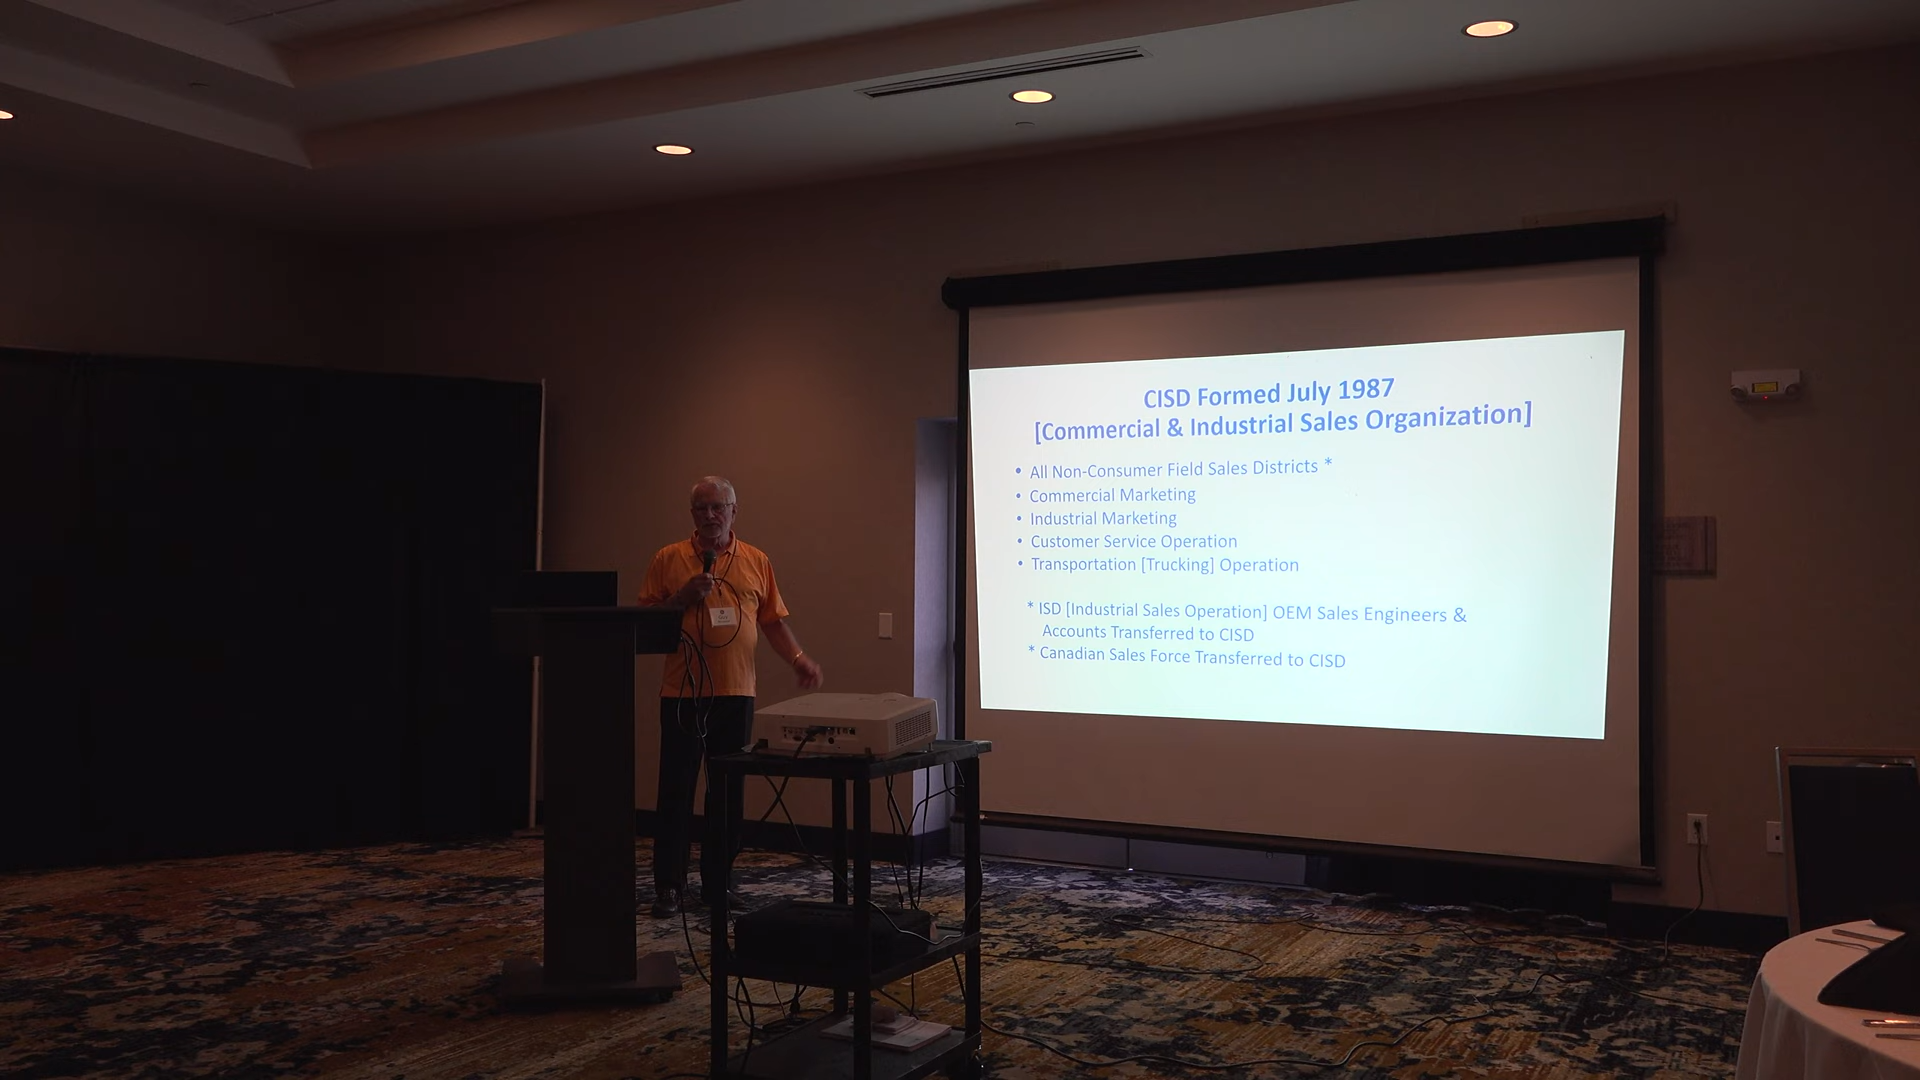 CISD Formed July 1987
[Commercial & Industrial Sales Organization]
• All Non-Consumer Field Sales Districts *
• Commercial Marketing
• Industrial Marketing
• Customer Service Operation
• Transportation [Trucking] Operation
* ISD [Industrial Sales Operation] OEM Sales Engineers &
Accounts Transferred to CISD
* Canadian Sales Force Transferred to CISD